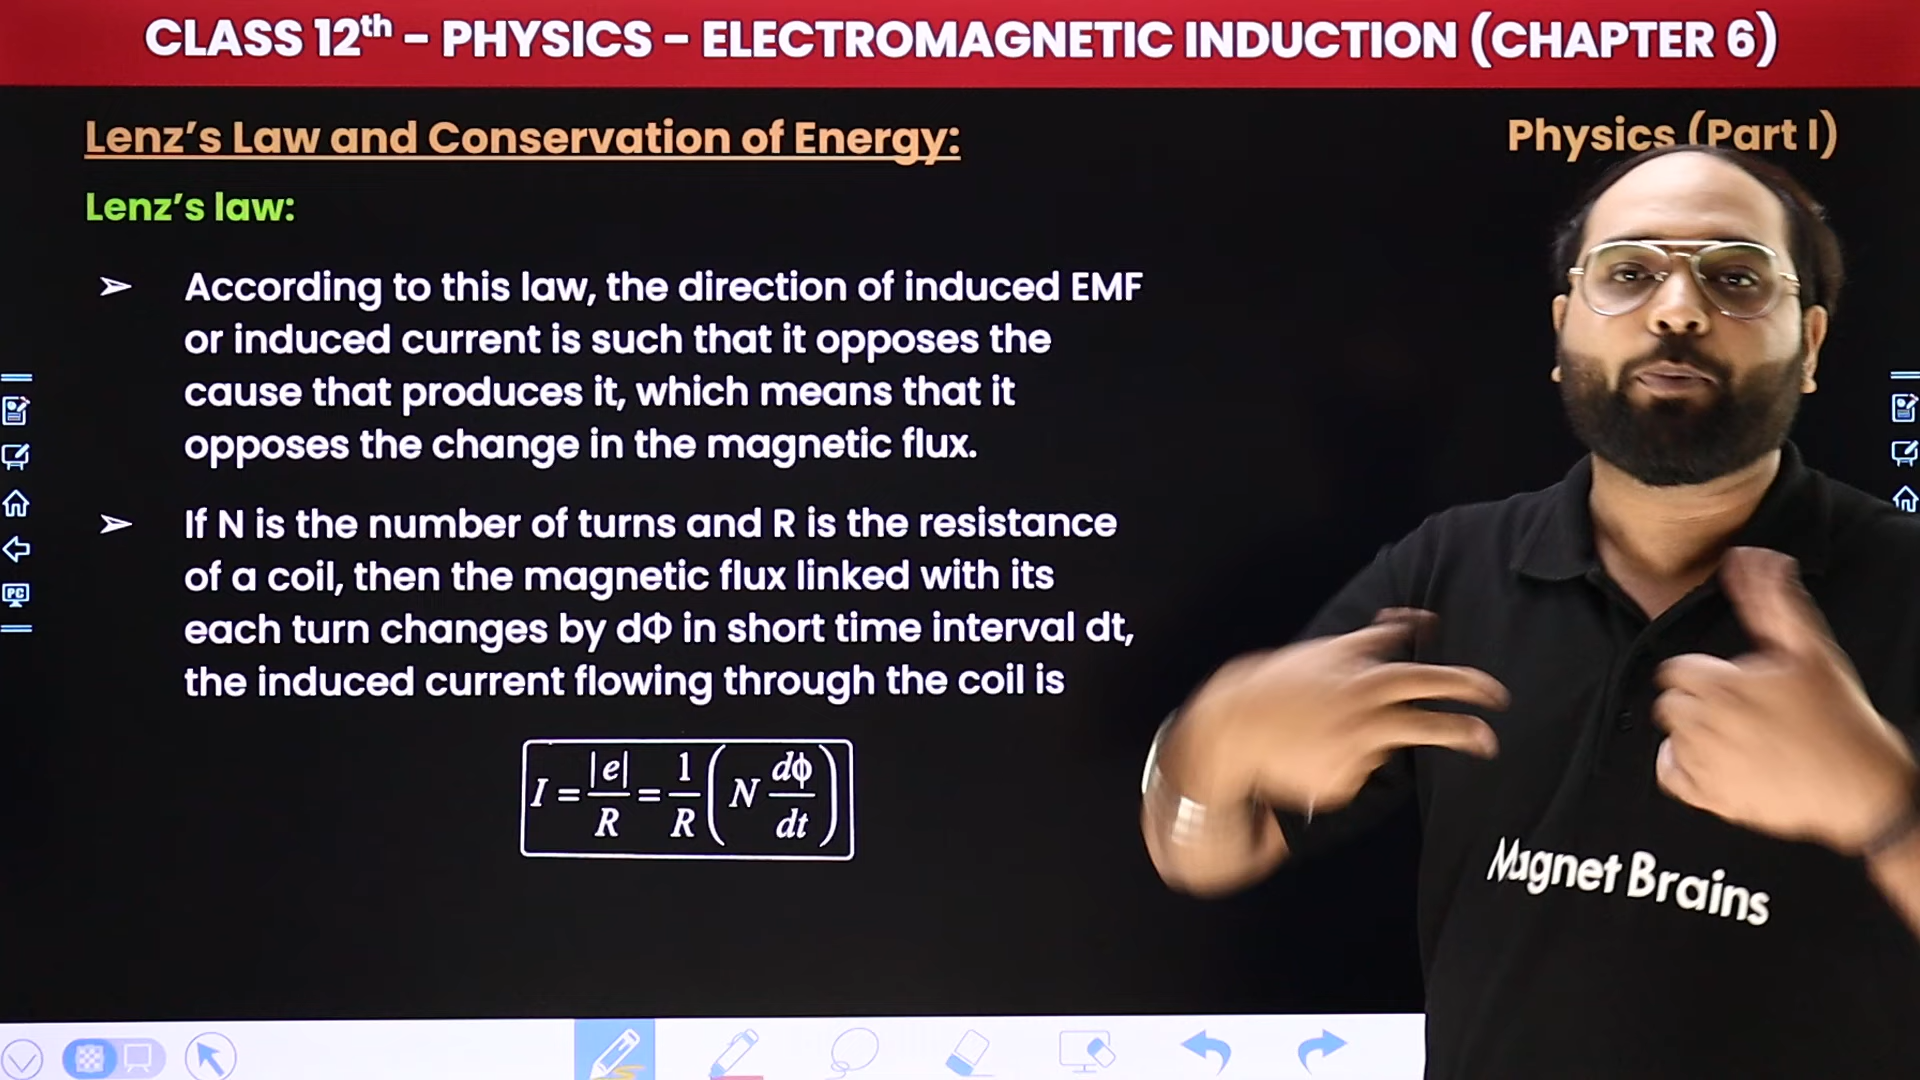 CLASS 12th – PHYSICS – ELECTROMAGNETIC INDUCTION (CHAPTER 6)
Lenz's Law and Conservation of Energy:
Physics (Part I)
Lenz's law:
➢ According to this law, the direction of induced EMF
or induced current is such that it opposes the
cause that produces it, which means that it
opposes the change in the magnetic flux.
➢ If N is the number of turns and R is the resistance
of a coil, then the magnetic flux linked with its
each turn changes by dΦ in short time interval dt,
the induced current flowing through the coil is
I = |e|/R = 1/R (N dϕ/dt)
Magnet Brains
PC